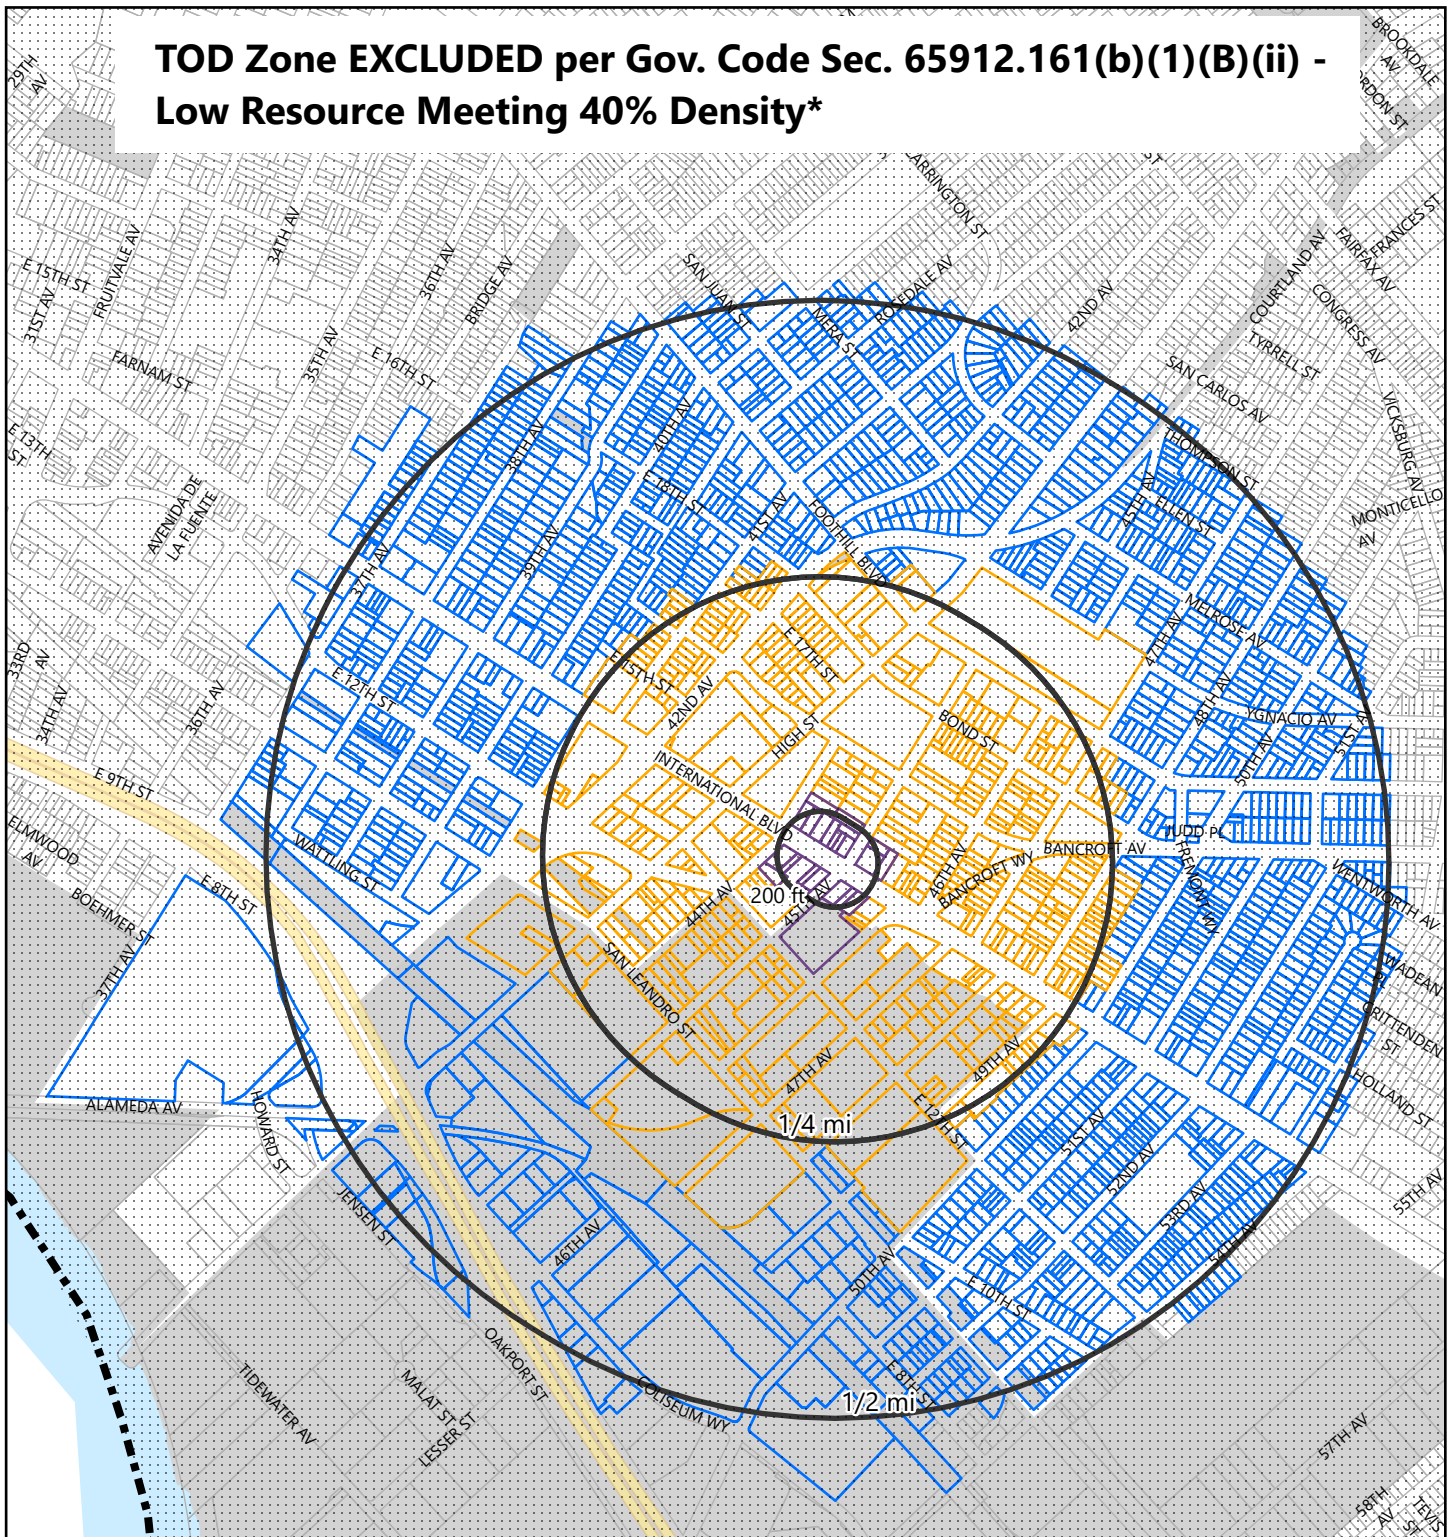 TOD Zone EXCLUDED per Gov. Code Sec. 65912.161(b)(1)(B)(ii) -
Low Resource Meeting 40% Density*
29TH
AV
BROOKDALE
AV
ST
CARRINGTON ST
34TH AV
FRUITVALE AV
E 15TH ST
31ST AV
36TH AV
BRIDGE AV
SAN JUAN ST
ROSEDALE AV
MERA ST
42ND AV
COURTLAND AV
FAIRFAX AV
FRANCES ST
CONGRESS AV
TYRRELL ST
SAN CARLOS AV
FARNAM ST
35TH AV
E 16TH ST
VICKSBURG AV
E 13TH
ST
38TH AV
40TH AV
THOMPSON ST
AVENIDA DE
LA FUENTE
E 18TH ST
41ST AV
FOOTHILL BLVD
45TH AV
ELLEN ST
MONTICELLO
AV
37TH AV
39TH AV
MELROSE AV
47TH AV
33RD
AV
34TH AV
36TH AV
E 12TH ST
E 15TH ST
E 17TH ST
42ND AV
HIGH ST
BOND ST
48TH AV
YGNACIO AV
50TH AV
51ST AV
E 9TH ST
INTERNATIONAL BLVD
ELMWOOD
AV
WATTLING ST
JUDD PL
BANCROFT AV
46TH AV
BANCROFT WY
FREMONT WY
WENTWORTH AV
E 8TH ST
BOEHMER ST
200 ft
44TH AV
45TH AV
37TH AV
SAN LEANDRO ST
WADEAN
PL
CRITTENDEN
ST
47TH AV
49TH AV
HOLLAND ST
ALAMEDA AV
HOWARD ST
1/4 mi
E 12TH ST
51ST AV
52ND AV
53RD AV
54TH AV
55TH AV
JENSEN ST
46TH AV
50TH AV
E 10TH ST
OAKPORT ST
TIDEWATER AV
MALAT ST
LESSER ST
COLISEUM WY
E 8TH ST
1/2 mi
57TH AV
58TH
AV
TEVIS
ST